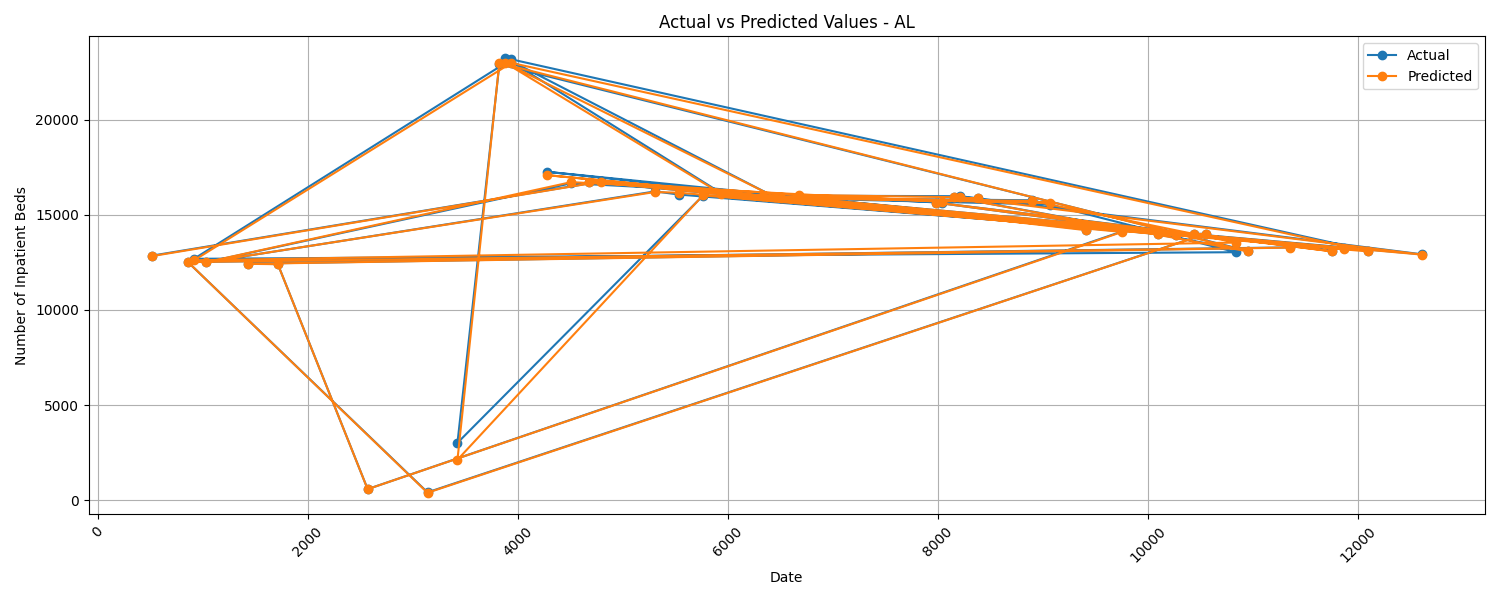 Actual vs Predicted Values - AL
Actual
Predicted
Number of Inpatient Beds
20000
15000
10000
5000
0
0
2000
4000
6000
8000
10000
12000
Date